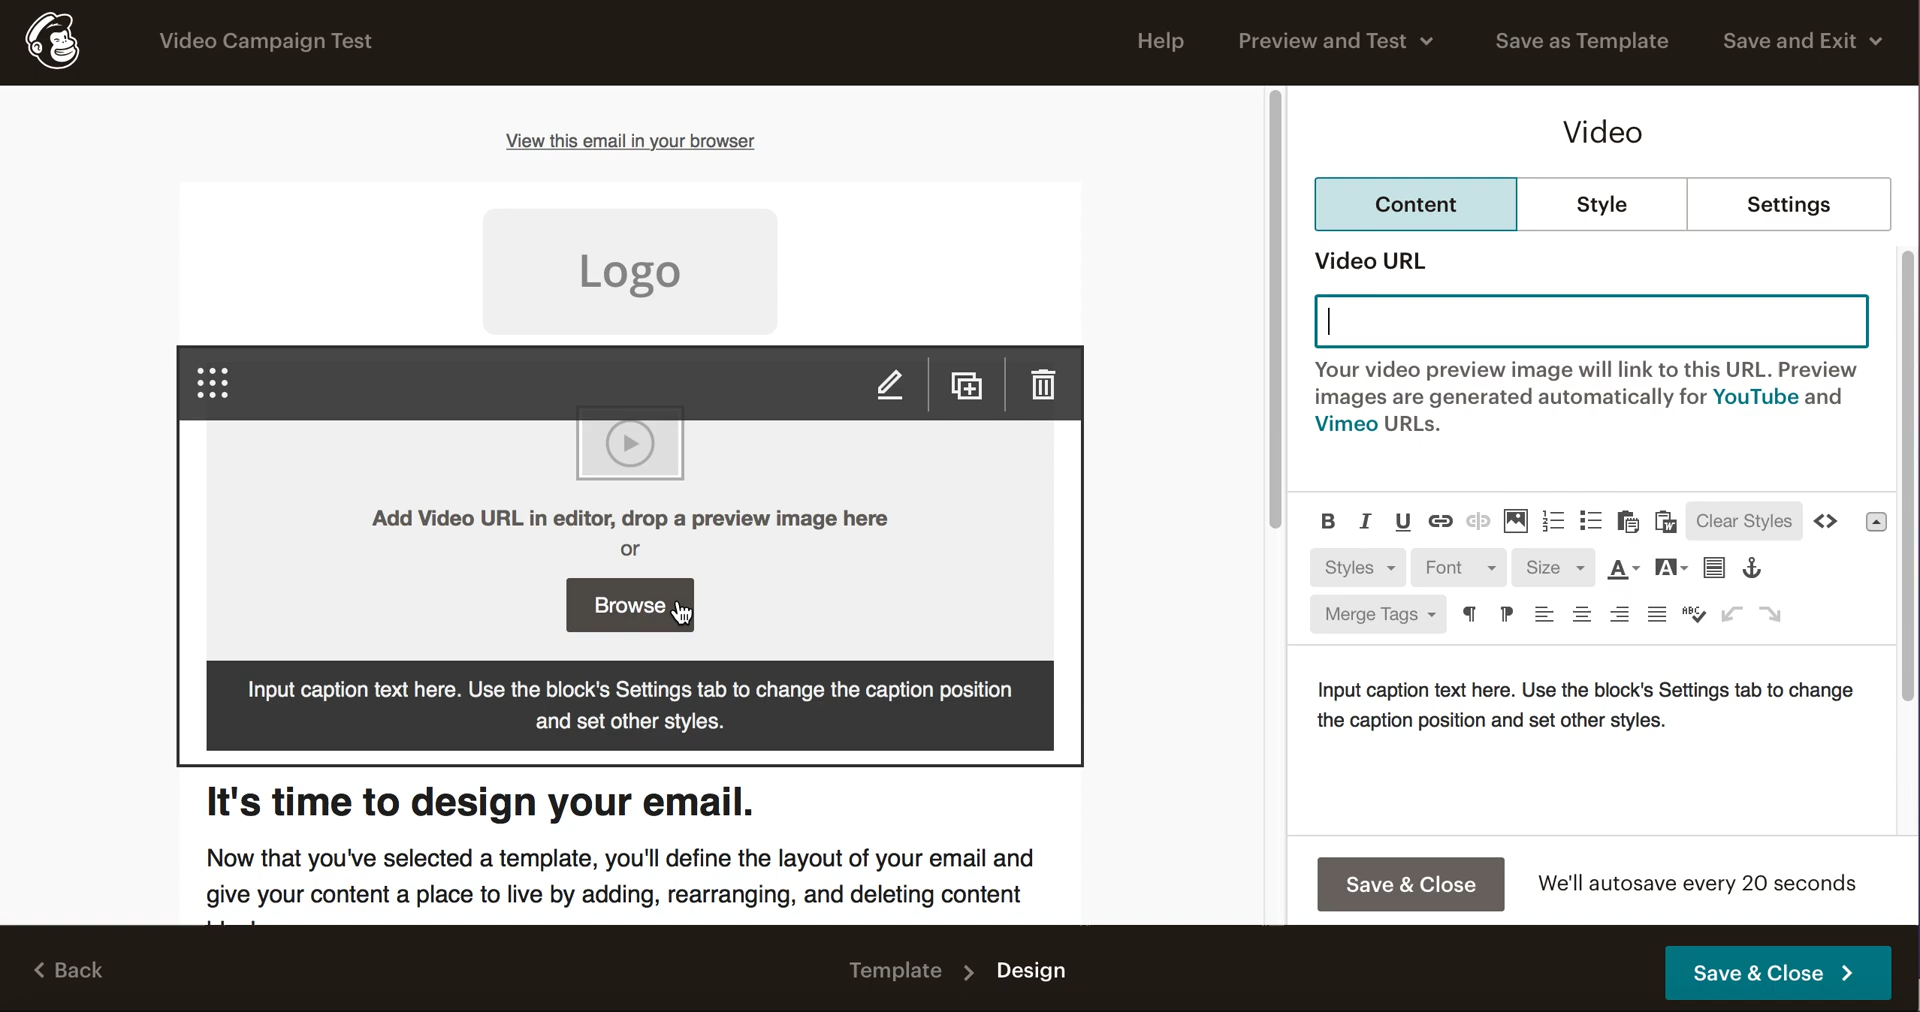 Video Campaign Test
Help
Preview and Test
Save as Template
Save and Exit
View this email in your browser
Logo
Add Video URL in editor, drop a preview image here
or
Browse
Input caption text here. Use the block's Settings tab to change the caption position
and set other styles.
It's time to design your email.
Now that you've selected a template, you'll define the layout of your email and
give your content a place to live by adding, rearranging, and deleting content
Video
Content
Style
Settings
Video URL
Your video preview image will link to this URL. Preview
images are generated automatically for YouTube and
Vimeo URLs.
B I U
Clear Styles
Styles
Font
Size
A A
Merge Tags
ABC
Input caption text here. Use the block's Settings tab to change
the caption position and set other styles.
Save & Close
We'll autosave every 20 seconds
Back
Template > Design
Save & Close